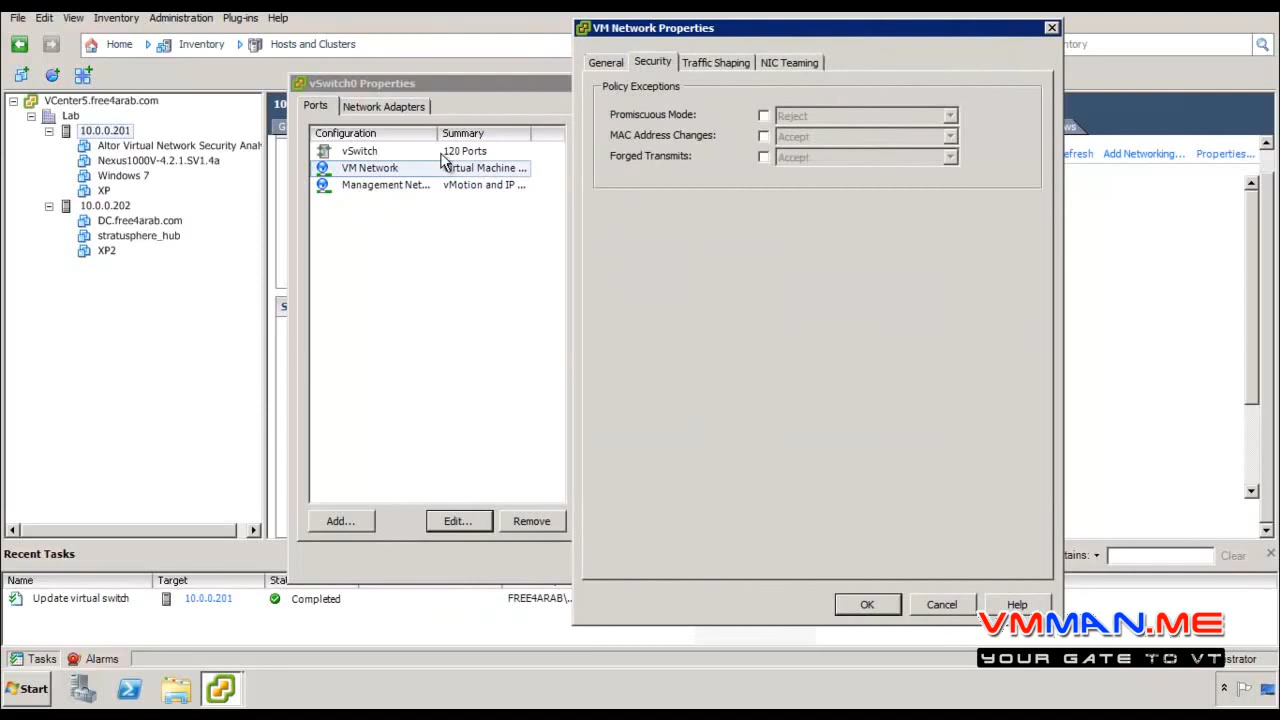 File Edit View Inventory Administration Plug-ins Help
VM Network Properties
Home Inventory Hosts and Clusters
General Security Traffic Shaping NIC Teaming
vSwitch0 Properties
Policy Exceptions
VCenter5.free4arab.com
Lab
10.0.0.201
Altor Virtual Network Security Anal
Nexus1000V-4.2.1.SV1.4a
Windows 7
XP
10.0.0.202
DC.free4arab.com
stratusphere_hub
XP2
Ports Network Adapters
Configuration Summary
vSwitch 120 Ports
VM Network Virtual Machine ...
Management Net... vMotion and IP ...
Promiscuous Mode: Reject
MAC Address Changes: Accept
Forged Transmits: Accept
Add Networking... Properties...
Add... Edit... Remove
OK Cancel Help
Recent Tasks
Clear
Name Target
Update virtual switch 10.0.0.201 Completed FREE4ARAB\...
VMMAN.ME
YOUR GATE TO VT
Tasks Alarms
Start